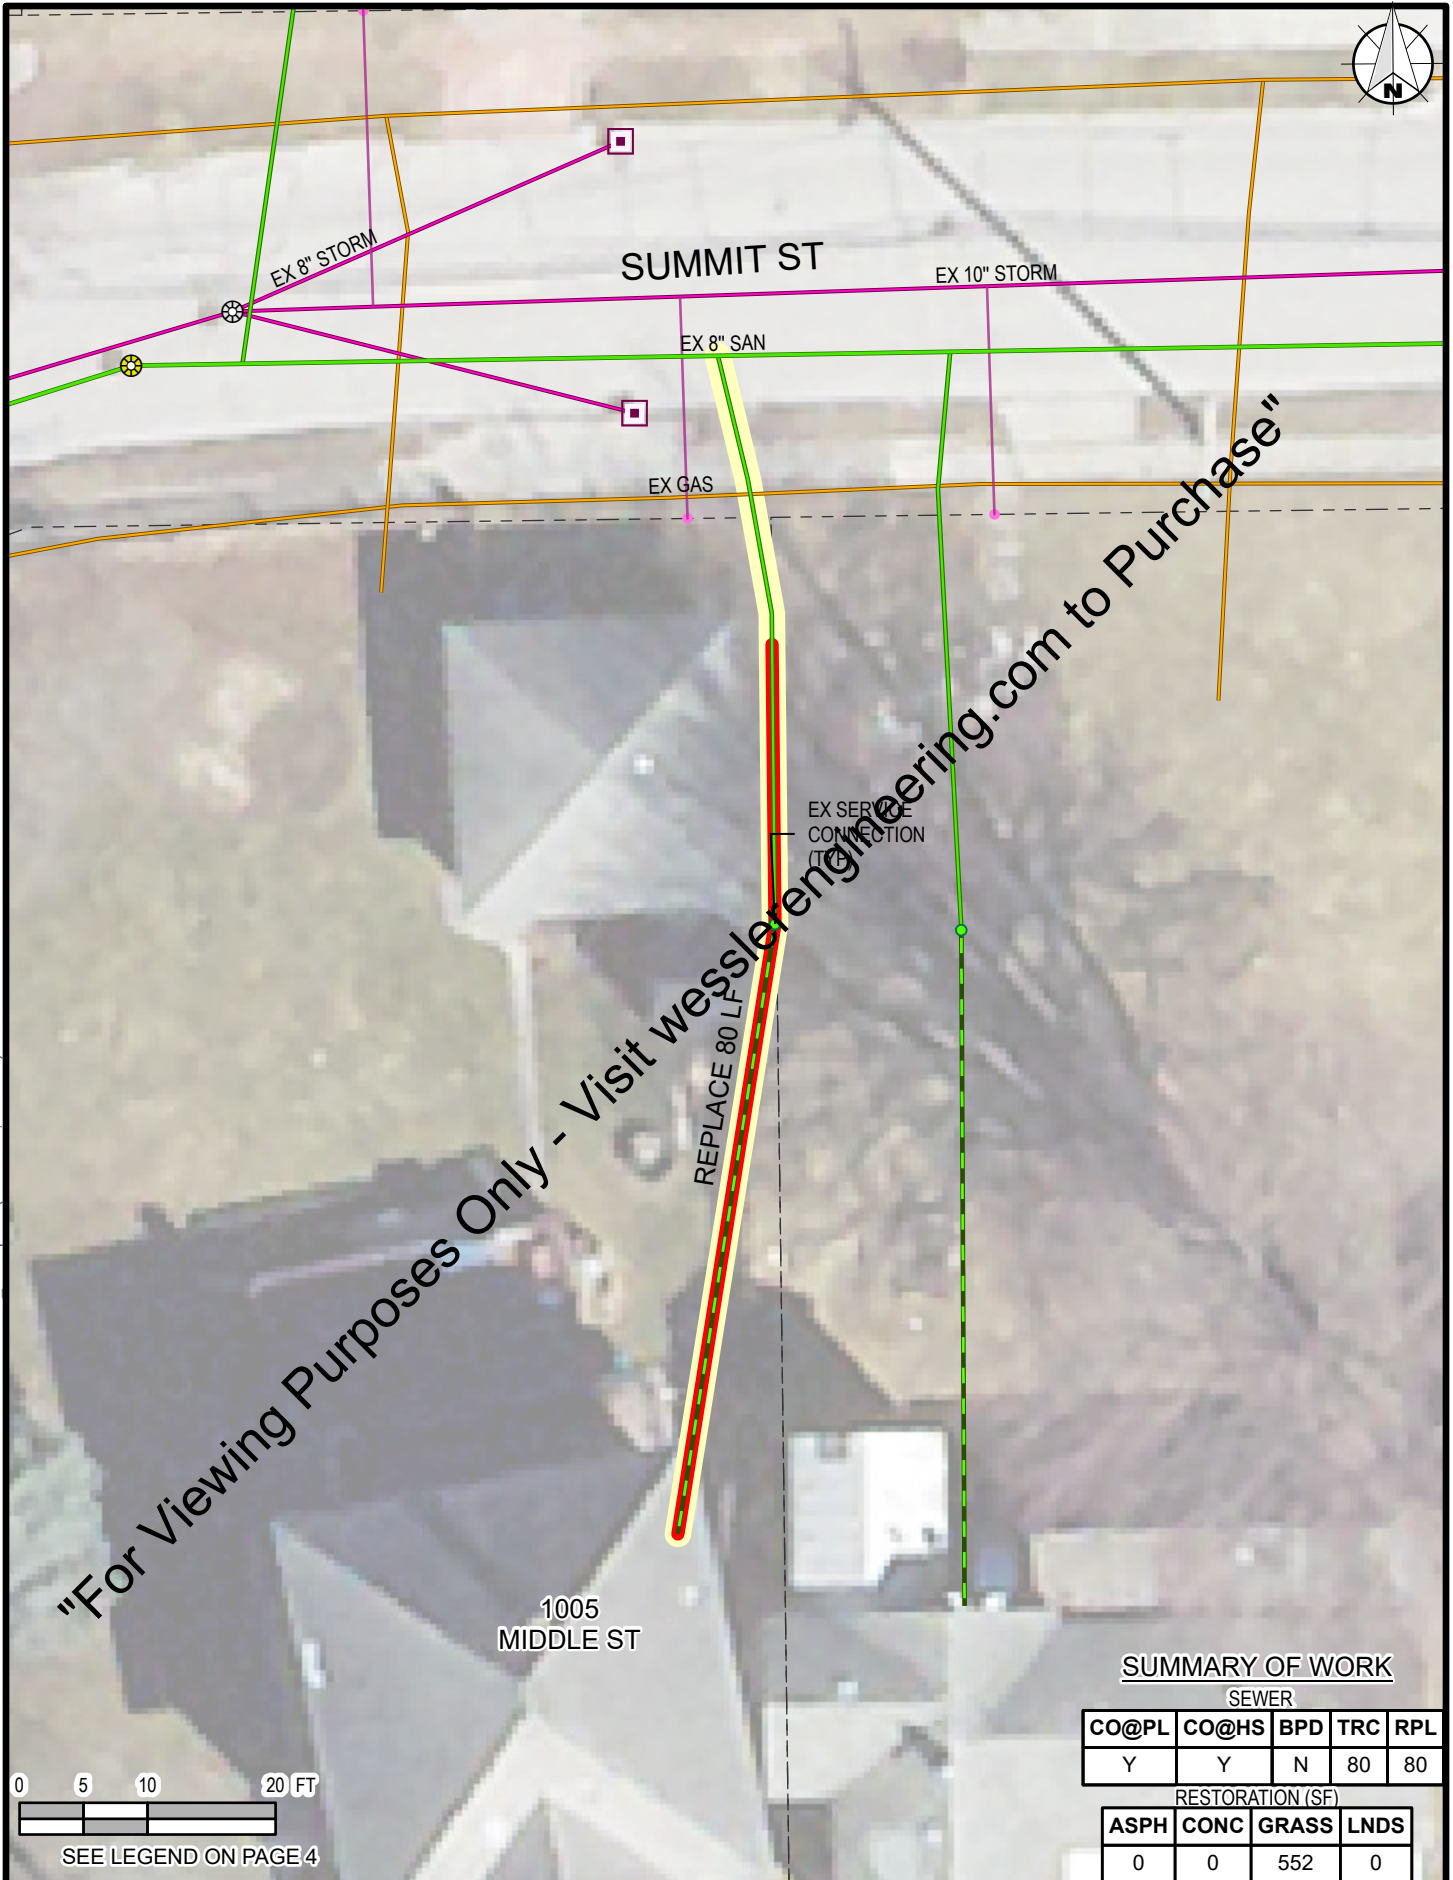 N
EX 8" STORM
SUMMIT ST
EX 10" STORM
EX 8" SAN
EX GAS
EX SERVICE
CONNECTION
(TYP)
REPLACE 80 LF
"For Viewing Purposes Only - Visit wesslerengineering.com to Purchase"
1005
MIDDLE ST
SUMMARY OF WORK
SEWER
CO@PL CO@HS BPD TRC RPL
Y Y N 80 80
RESTORATION (SF)
ASPH CONC GRASS LNDS
0 0 552 0
0 5 10 20 FT
SEE LEGEND ON PAGE 4